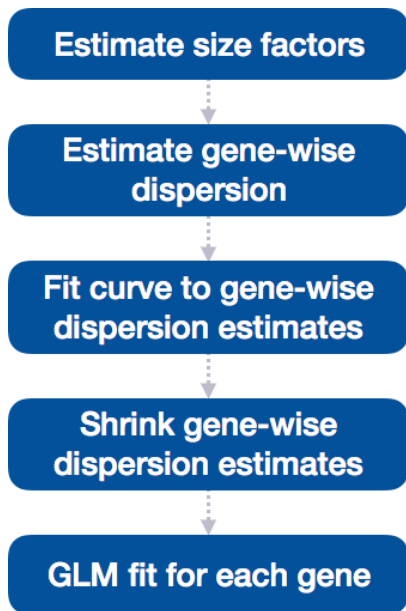 Estimate size factors
Estimate gene-wise
dispersion
Fit curve to gene-wise
dispersion estimates
Shrink gene-wise
dispersion estimates
GLM fit for each gene